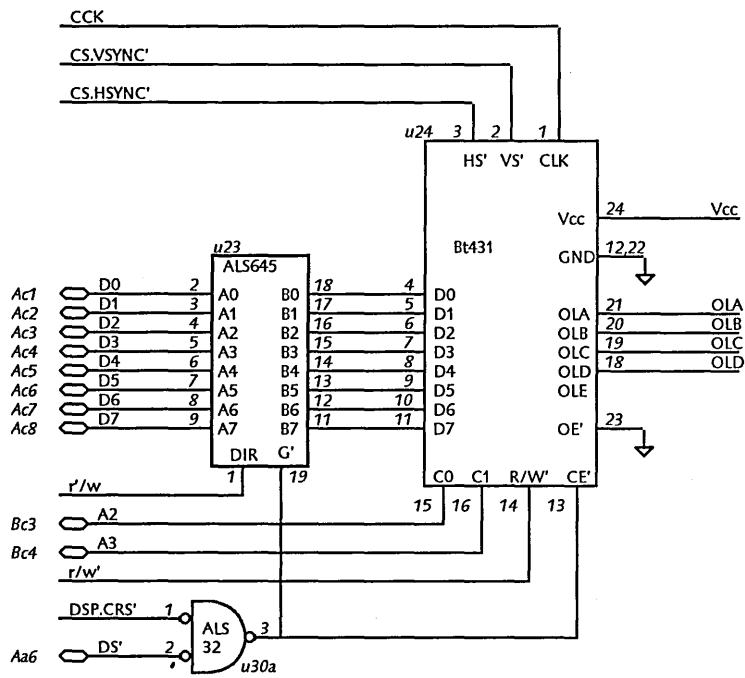 CCK
CS.VSYNC'
CS.HSYNC'
u24 3 2 1
HS' VS' CLK
Vcc 24 Vcc
Bt431
GND 12,22
u23
ALS645
Ac1 D0 2 A0 B0 18 4 D0
Ac2 D1 3 A1 B1 17 5 D1 OLA 21 OLA
Ac3 D2 4 A2 B2 16 6 D2 OLB 20 OLB
Ac4 D3 5 A3 B3 15 7 D3 OLC 19 OLC
Ac5 D4 6 A4 B4 14 8 D4 OLD 18 OLD
Ac6 D5 7 A5 B5 13 9 D5 OLE
Ac7 D6 8 A6 B6 12 10 D6
Ac8 D7 9 A7 B7 11 11 D7 OE' 23
DIR G'
1 19
C0 C1 R/W' CE'
15 16 14 13
r'/w
Bc3 A2
Bc4 A3
r/w'
DSP.CRS' 1
ALS
32
3
Aa6 DS' 2
u30a